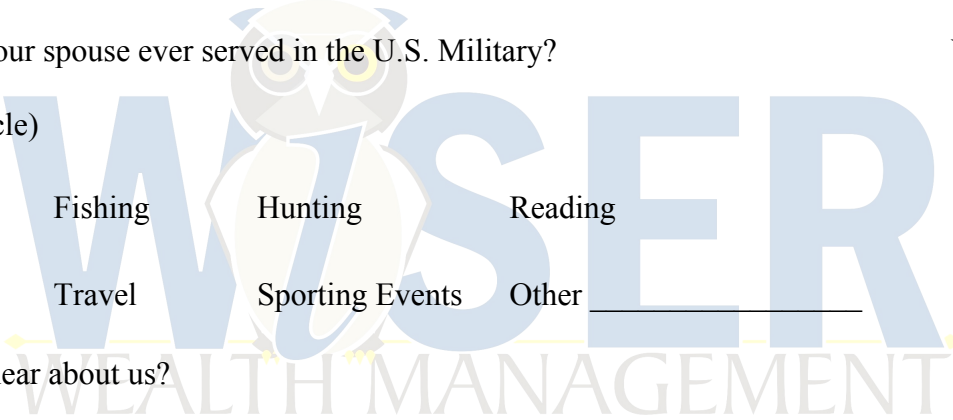 our spouse ever served in the U.S. Military?
cle)
Fishing Hunting Reading
Travel Sporting Events Other _________________
ear about us?
WiSER
WEALTH MANAGEMENT